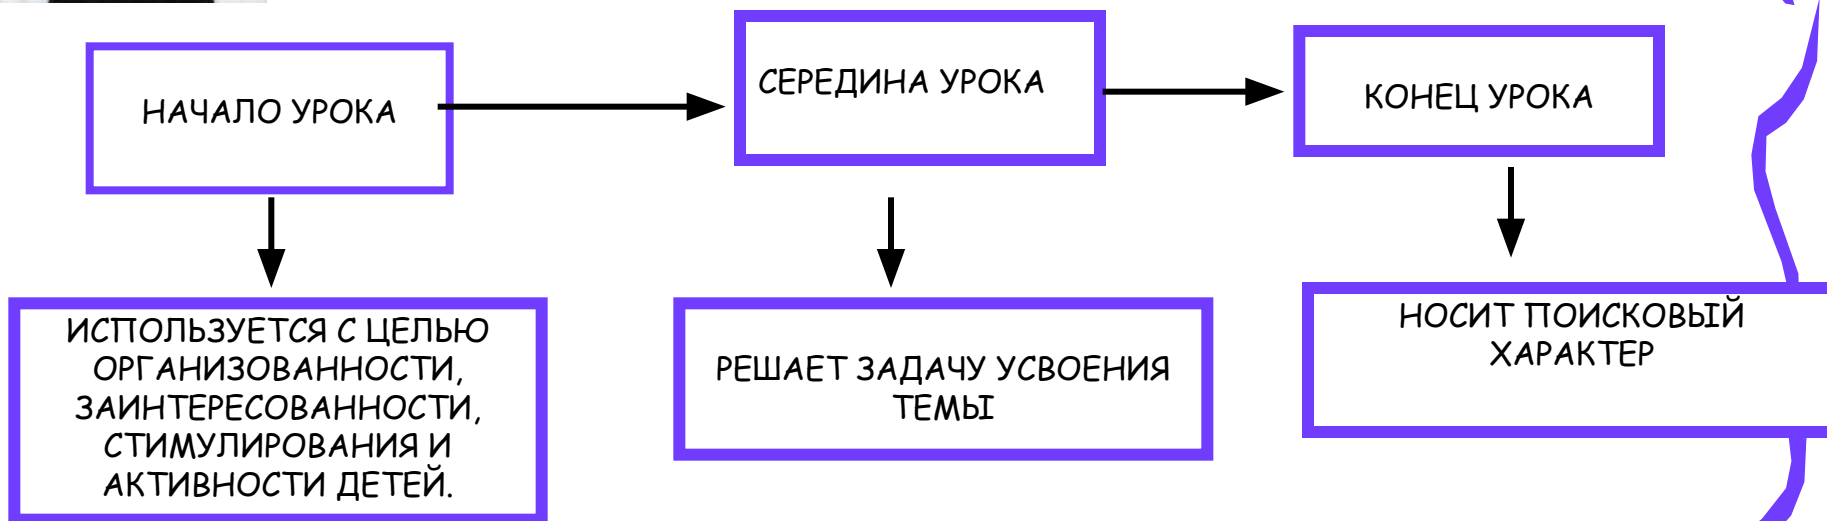 НАЧАЛО УРОКА
СЕРЕДИНА УРОКА
КОНЕЦ УРОКА
ИСПОЛЬЗУЕТСЯ С ЦЕЛЬЮ
ОРГАНИЗОВАННОСТИ,
ЗАИНТЕРЕСОВАННОСТИ,
СТИМУЛИРОВАНИЯ И
АКТИВНОСТИ ДЕТЕЙ.
РЕШАЕТ ЗАДАЧУ УСВОЕНИЯ
ТЕМЫ
НОСИТ ПОИСКОВЫЙ
ХАРАКТЕР